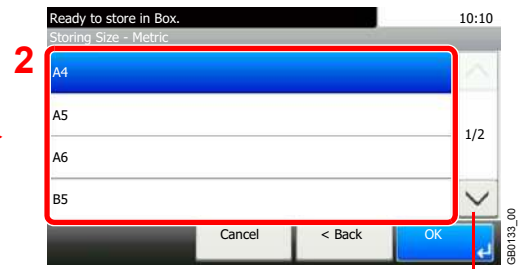 Ready to store in Box. 10:10
Storing Size - Metric
2
A4
A5
1/2
A6
B5
Cancel < Back OK
GB0133_00